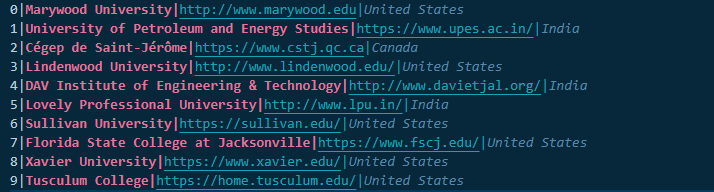 0|Marywood University|http://www.marywood.edu|United States
1|University of Petroleum and Energy Studies|https://www.upes.ac.in/|India
2|Cégep de Saint-Jérôme|https://www.cstj.qc.ca|Canada
3|Lindenwood University|http://www.lindenwood.edu/|United States
4|DAV Institute of Engineering & Technology|http://www.davietjal.org/|India
5|Lovely Professional University|http://www.lpu.in/|India
6|Sullivan University|https://sullivan.edu/|United States
7|Florida State College at Jacksonville|https://www.fscj.edu/|United States
8|Xavier University|https://www.xavier.edu/|United States
9|Tusculum College|https://home.tusculum.edu/|United States